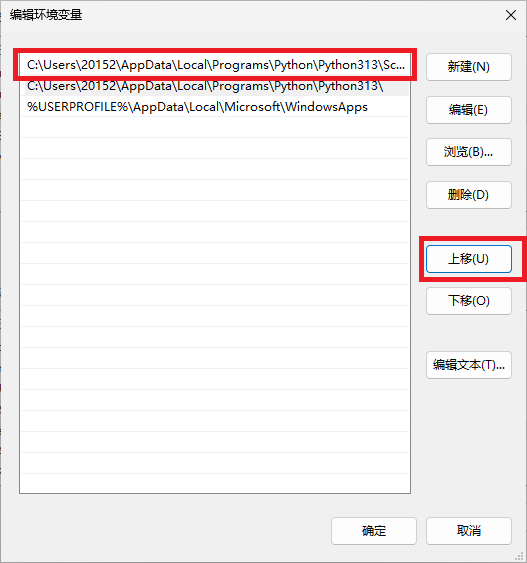 编辑环境变量
C:\Users\20152\AppData\Local\Programs\Python\Python313\Sc...
C:\Users\20152\AppData\Local\Programs\Python\Python313\
%USERPROFILE%\AppData\Local\Microsoft\WindowsApps
新建(N)
编辑(E)
浏览(B)...
删除(D)
上移(U)
下移(O)
编辑文本(T)...
确定
取消